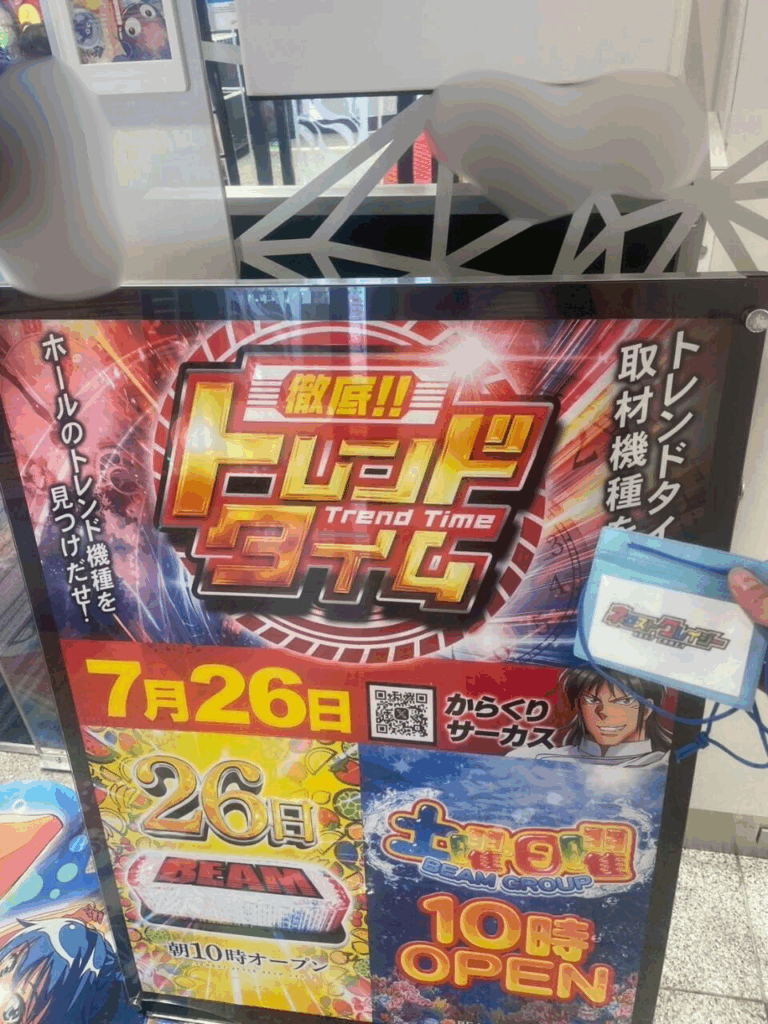 ホールのトレンド機種を
見つけだせ!
徹底!!
トレンド
Trend Time
タイム
トレンドタイ
取材機種を
7月26日
からくり
サーカス
26日
BEAM
朝10時オープン
土曜日曜
BEAM GROUP
10時
OPEN